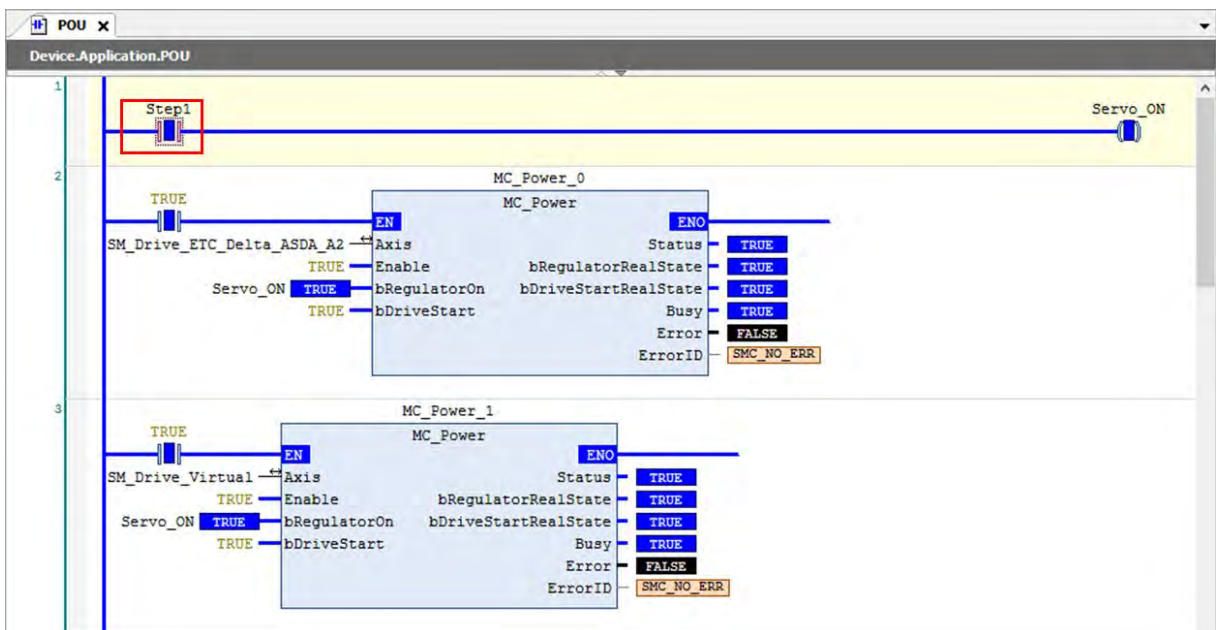 POU
Device.Application.POU
1
Step1 Servo_ON
2
MC_Power_0
TRUE MC_Power
EN ENO
SM_Drive_ETC_Delta_ASDA_A2 Axis Status TRUE
TRUE Enable bRegulatorRealState TRUE
Servo_ON TRUE bRegulatorOn bDriveStartRealState TRUE
TRUE bDriveStart Busy TRUE
Error FALSE
ErrorID SMC_NO_ERR
3
MC_Power_1
TRUE MC_Power
EN ENO
SM_Drive_Virtual Axis Status TRUE
TRUE Enable bRegulatorRealState TRUE
Servo_ON TRUE bRegulatorOn bDriveStartRealState TRUE
TRUE bDriveStart Busy TRUE
Error FALSE
ErrorID SMC_NO_ERR